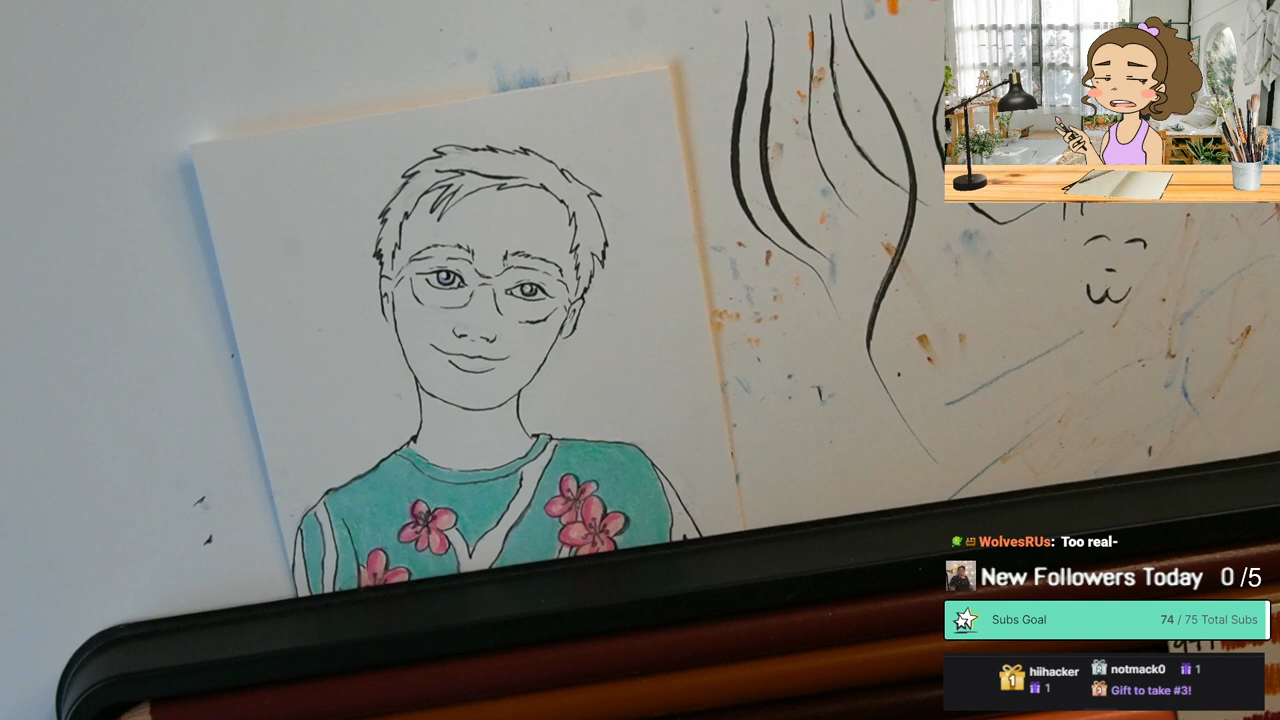 WolvesRUs: Too real-
New Followers Today 0 /5
Subs Goal 74 / 75 Total Subs
1 hiihacker 1
notmack0 1
Gift to take #3!